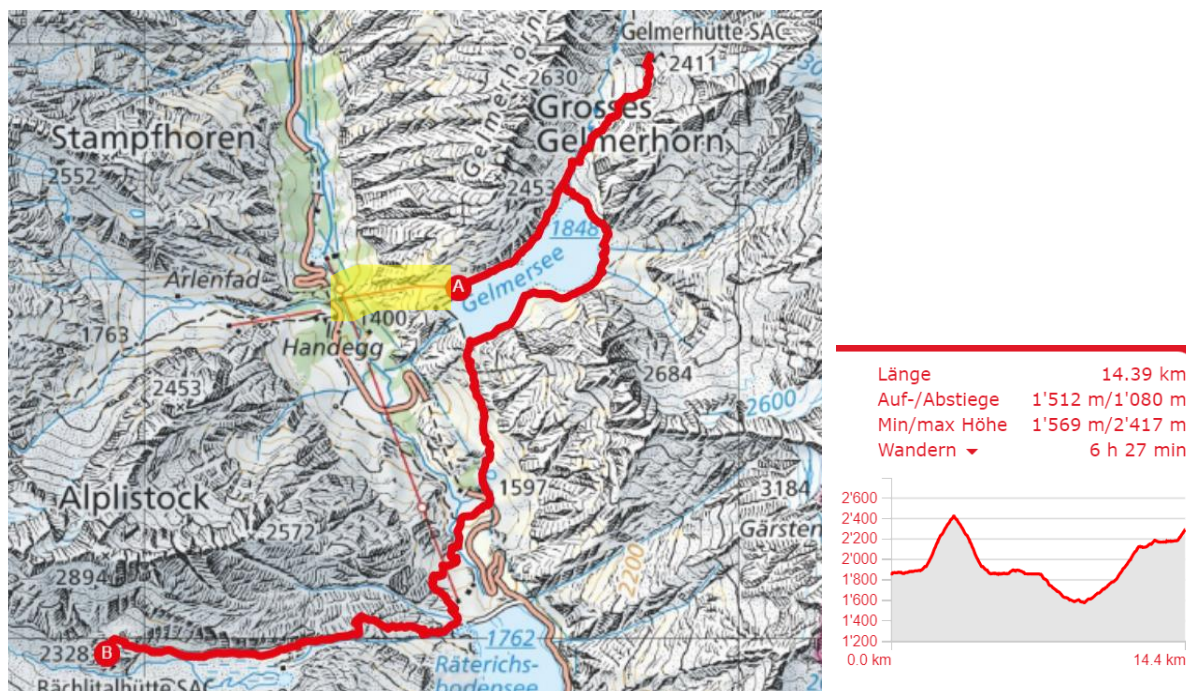 Gelmerhütte SAC
2411
2630
Gelmerhörner
Grosses
Gelmerhorn
Stampfhoren
2552
2453
1848
Gelmersee
A
Arlenfad
1400
1763
Handegg
2453
2684
2600
Alplistock
1597
3184
Gärsten
2572
2200
2894
2328
B
1762
Räterichs-
bodensee
Bächlitalhütte SAC
Länge 14.39 km
Auf-/Abstiege 1'512 m/1'080 m
Min/max Höhe 1'569 m/2'417 m
Wandern 6 h 27 min
2'600
2'400
2'200
2'000
1'800
1'600
1'400
1'200
0.0 km 14.4 km